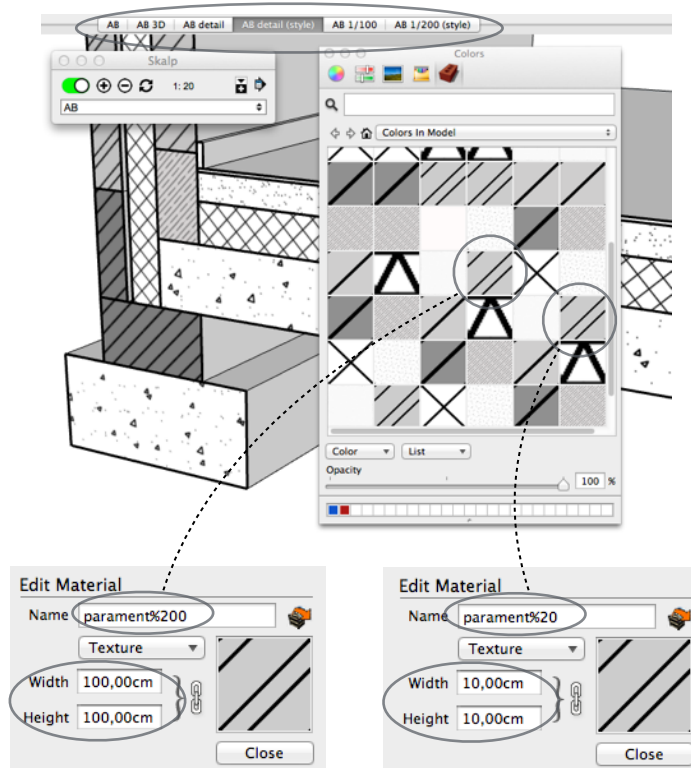 AB AB 3D AB detail AB detail (style) AB 1/100 AB 1/200 (style)
Skalp
1: 20
AB
Colors
Colors In Model
Color List
Opacity
100 %
Edit Material
Name parament%200
Texture
Width 100,00cm
Height 100,00cm
Close
Edit Material
Name parament%20
Texture
Width 10,00cm
Height 10,00cm
Close